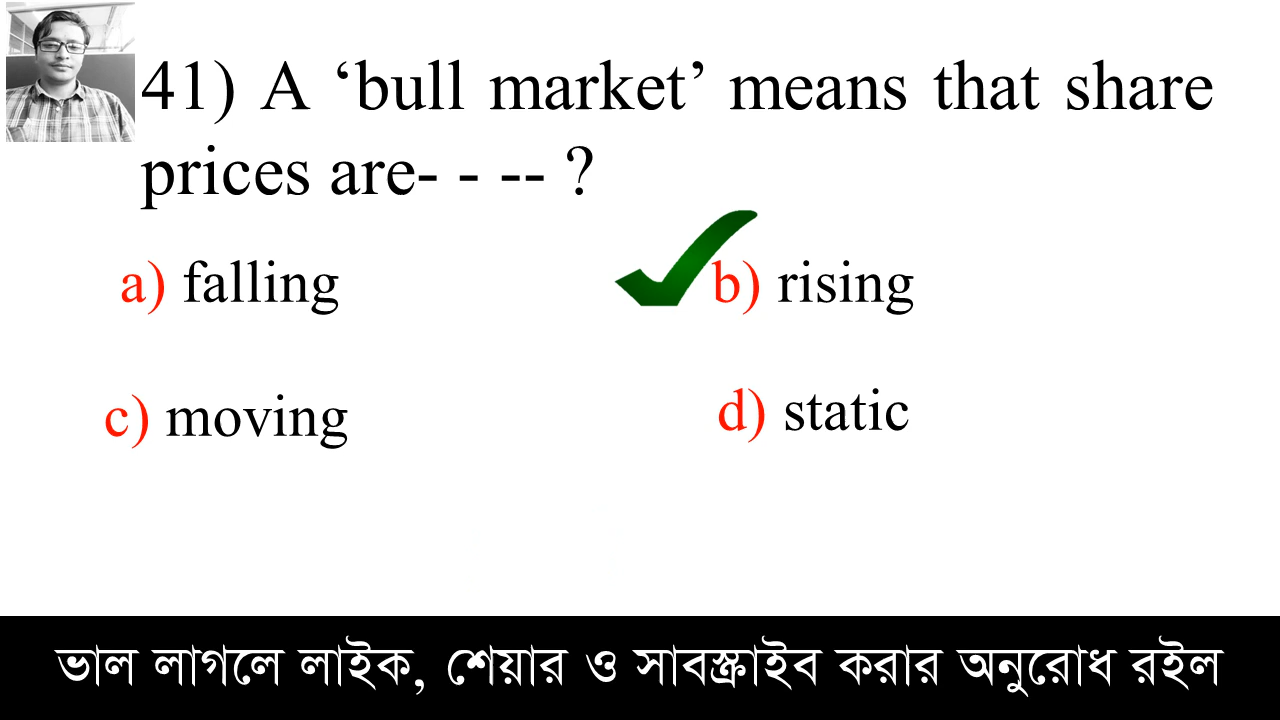 41) A ‘bull market’ means that share
prices are- - -- ?
a) falling
b) rising
c) moving
d) static
ভাল লাগলে লাইক, শেয়ার ও সাবস্ক্রাইব করার অনুরোধ রইল